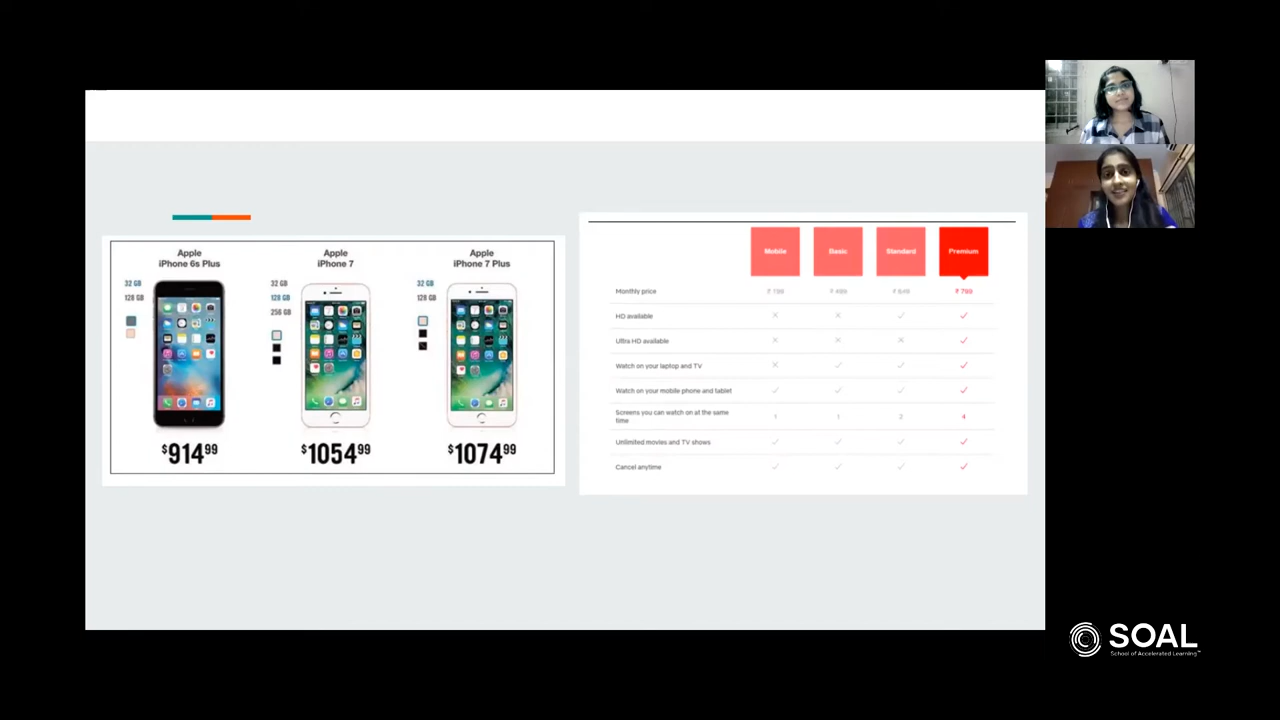 Apple
iPhone 6s Plus
32 GB
128 GB
$914.99
Apple
iPhone 7
32 GB
128 GB
256 GB
$1054.99
Apple
iPhone 7 Plus
32 GB
128 GB
$1074.99
Mobile Basic Standard Premium
Monthly price ₹ 199 ₹ 499 ₹ 649 ₹ 799
HD available
Ultra HD available
Watch on your laptop and TV
Watch on your mobile phone and tablet
Screens you can watch on at the same
time 1 1 2 4
Unlimited movies and TV shows
Cancel anytime
SOAL
School of Accelerated Learning™